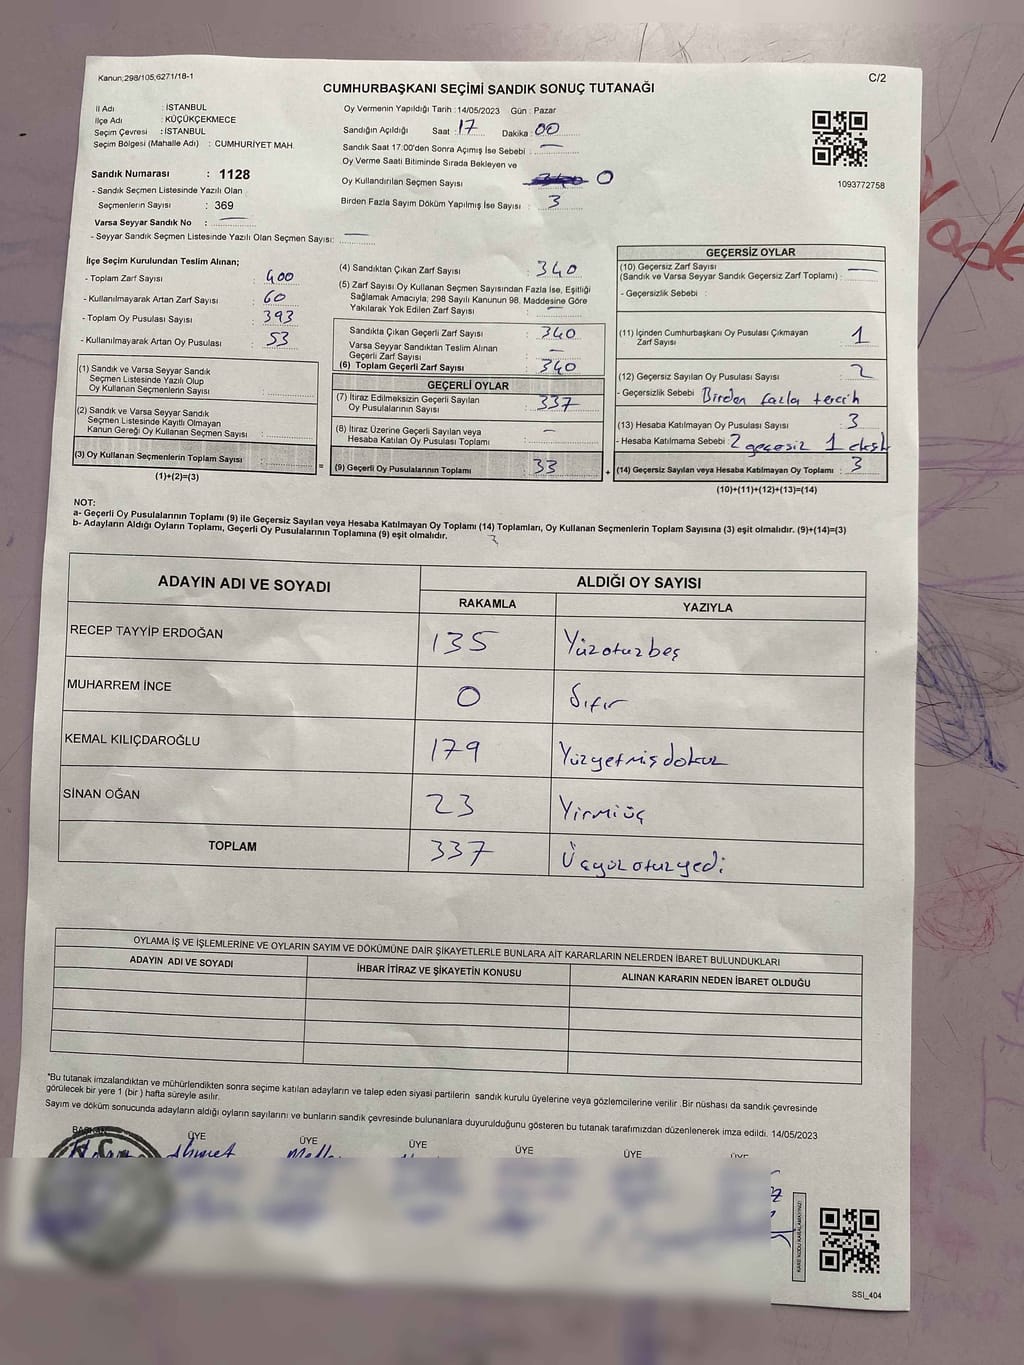 Kanun;298/105,6271/18-1
C/2
CUMHURBAŞKANI SEÇİMİ SANDIK SONUÇ TUTANAĞI
İl Adı : İSTANBUL
İlçe Adı : KÜÇÜKÇEKMECE
Seçim Çevresi : İSTANBUL
Seçim Bölgesi (Mahalle Adı) : CUMHURİYET MAH.
Sandık Numarası : 1128
- Sandık Seçmen Listesinde Yazılı Olan
Seçmenlerin Sayısı : 369
Varsa Seyyar Sandık No :
- Seyyar Sandık Seçmen Listesinde Yazılı Olan Seçmen Sayısı:
Oy Vermenin Yapıldığı Tarih :14/05/2023 Gün : Pazar
Sandığın Açıldığı Saat : 17 Dakika : 00
Sandık Saat 17:00'den Sonra Açımış İse Sebebi :
Oy Verme Saati Bitiminde Sırada Bekleyen ve
Oy Kullandırılan Seçmen Sayısı : 0
Birden Fazla Sayım Döküm Yapılmış İse Sayısı : 3
1093772758
İlçe Seçim Kurulundan Teslim Alınan;
- Toplam Zarf Sayısı : 400
- Kullanılmayarak Artan Zarf Sayısı : 60
- Toplam Oy Pusulası Sayısı : 393
- Kullanılmayarak Artan Oy Pusulası : 53
(1) Sandık ve Varsa Seyyar Sandık
Seçmen Listesinde Yazılı Olup
Oy Kullanan Seçmenlerin Sayısı :
(2) Sandık ve Varsa Seyyar Sandık
Seçmen Listesinde Kayıtlı Olmayan
Kanun Gereği Oy Kullanan Seçmen Sayısı :
(3) Oy Kullanan Seçmenlerin Toplam Sayısı :
(1)+(2)=(3)
(4) Sandıktan Çıkan Zarf Sayısı : 340
(5) Zarf Sayısı Oy Kullanan Seçmen Sayısından Fazla İse, Eşitliği
Sağlamak Amacıyla; 298 Sayılı Kanunun 98. Maddesine Göre
Yakılarak Yok Edilen Zarf Sayısı :
Sandıkta Çıkan Geçerli Zarf Sayısı : 340
Varsa Seyyar Sandıktan Teslim Alınan
Geçerli Zarf Sayısı :
(6) Toplam Geçerli Zarf Sayısı : 340
GEÇERLİ OYLAR
(7) İtiraz Edilmeksizin Geçerli Sayılan
Oy Pusulalarının Sayısı : 337
(8) İtiraz Üzerine Geçerli Sayılan veya
Hesaba Katılan Oy Pusulası Toplamı :
= (9) Geçerli Oy Pusulalarının Toplamı : 33
GEÇERSİZ OYLAR
(10) Geçersiz Zarf Sayısı
(Sandık ve Varsa Seyyar Sandık Geçersiz Zarf Toplamı) :
- Geçersizlik Sebebi :
(11) İçinden Cumhurbaşkanı Oy Pusulası Çıkmayan
Zarf Sayısı : 1
(12) Geçersiz Sayılan Oy Pusulası Sayısı : 2
- Geçersizlik Sebebi : Birden fazla tercih
(13) Hesaba Katılmayan Oy Pusulası Sayısı : 3
- Hesaba Katılmama Sebebi : 2 geçesiz 1
+ (14) Geçersiz Sayılan veya Hesaba Katılmayan Oy Toplamı : 3
(10)+(11)+(12)+(13)=(14)
NOT:
a- Geçerli Oy Pusulalarının Toplamı (9) ile Geçersiz Sayılan veya Hesaba Katılmayan Oy Toplamı (14) Toplamları, Oy Kullanan Seçmenlerin Toplam Sayısına (3) eşit olmalıdır. (9)+(14)=(3)
b- Adayların Aldığı Oyların Toplamı, Geçerli Oy Pusulalarının Toplamına (9) eşit olmalıdır.
ADAYIN ADI VE SOYADI ALDIĞI OY SAYISI
RAKAMLA YAZIYLA
RECEP TAYYİP ERDOĞAN 135 Yüzotuzbeş
MUHARREM İNCE 0 Sıfır
KEMAL KILIÇDAROĞLU 179 Yüzyetmişdokuz
SİNAN OĞAN 23 Yirmiüç
TOPLAM 337 Üçyüzotuzyedi
OYLAMA İŞ VE İŞLEMLERİNE VE OYLARIN SAYIM VE DÖKÜMÜNE DAİR ŞİKAYETLERLE BUNLARA AİT KARARLARIN NELERDEN İBARET BULUNDUKLARI
ADAYIN ADI VE SOYADI İHBAR İTİRAZ VE ŞİKAYETİN KONUSU ALINAN KARARIN NEDEN İBARET OLDUĞU
*Bu tutanak imzalandıktan ve mühürlendikten sonra seçime katılan adayların ve talep eden siyasi partilerin sandık kurulu üyelerine veya gözlemcilerine verilir .Bir nüshası da sandık çevresinde
görülecek bir yere 1 (bir ) hafta süreyle asılır.
Sayım ve döküm sonucunda adayların aldığı oyların sayılarını ve bunların sandık çevresinde bulunanlara duyurulduğunu gösteren bu tutanak tarafımızdan düzenlenerek imza edildi. 14/05/2023
BAŞKAN ÜYE ÜYE ÜYE ÜYE ÜYE ÜYE
Ahmet
KARE KODU KARALAMAYINIZ!
SSI_404